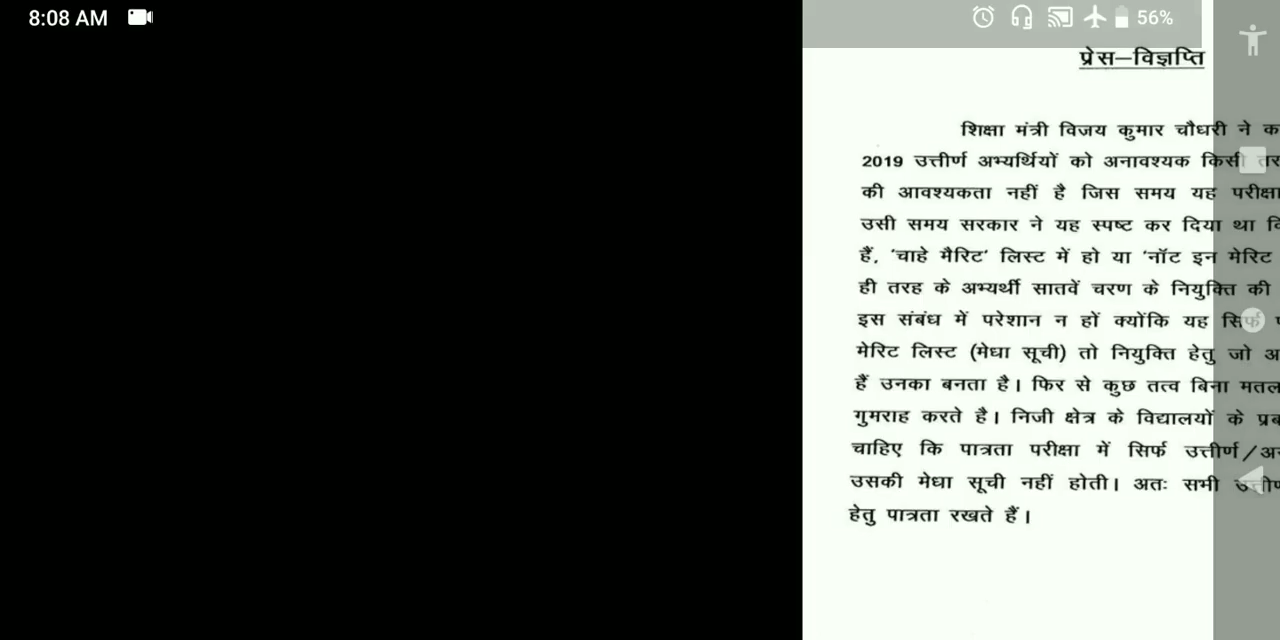 8:08 AM
56%
प्रेस–विज्ञप्ति
शिक्षा मंत्री विजय कुमार चौधरी ने
2019 उत्तीर्ण अभ्यर्थियों को अनावश्यक किसी
की आवश्यकता नहीं है जिस समय यह परीक्षा
उसी समय सरकार ने यह स्पष्ट कर दिया था
हैं, 'चाहे मैरिट' लिस्ट में हो या 'नॉट इन मेरिट
ही तरह के अभ्यर्थी सातवें चरण के नियुक्ति की
इस संबंध में परेशान न हों क्योंकि यह सिर्फ
मेरिट लिस्ट (मेधा सूची) तो नियुक्ति हेतु जो
हैं उनका बनता है। फिर से कुछ तत्व बिना
गुमराह करते है। निजी क्षेत्र के विद्यालयों के
चाहिए कि पात्रता परीक्षा में सिर्फ उत्तीर्ण/
उसकी मेधा सूची नहीं होती। अतः सभी
हेतु पात्रता रखते हैं।